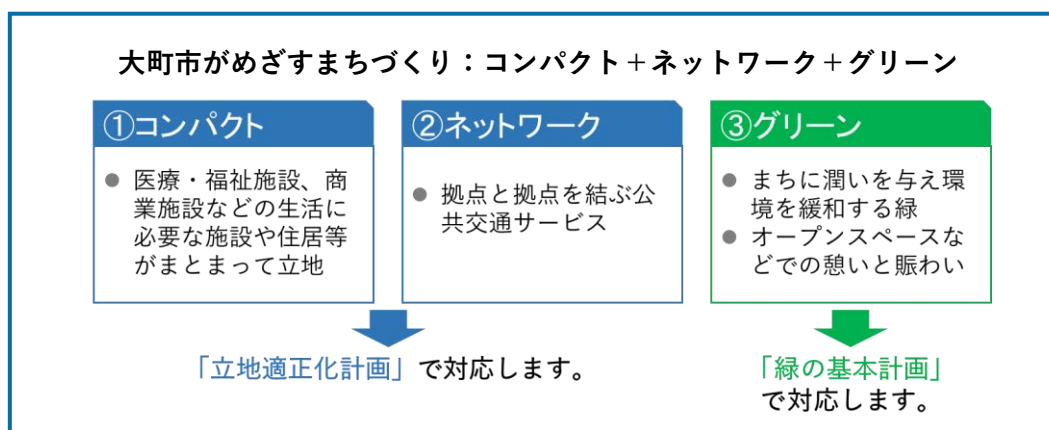 大町市がめざすまちづくり：コンパクト＋ネットワーク＋グリーン
①コンパクト
● 医療・福祉施設、商
業施設などの生活に
必要な施設や住居等
がまとまって立地
②ネットワーク
● 拠点と拠点を結ぶ公
共交通サービス
③グリーン
● まちに潤いを与え環
境を緩和する緑
● オープンスペースな
どでの憩いと賑わい
「立地適正化計画」で対応します。
「緑の基本計画」
で対応します。